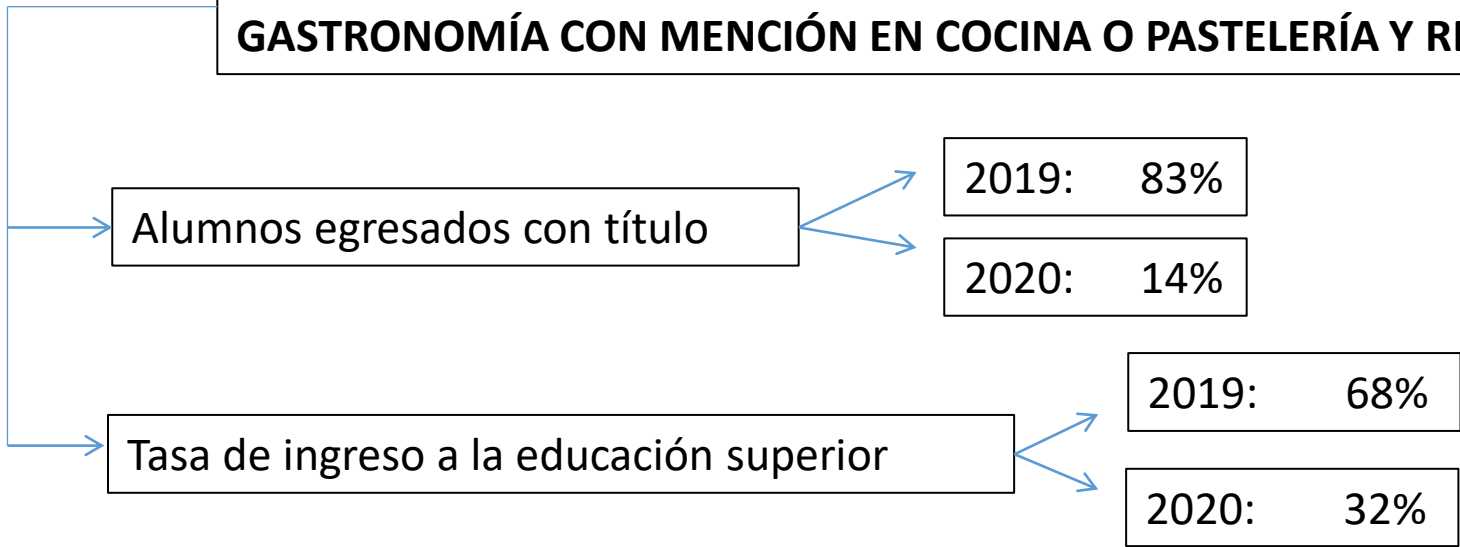 GASTRONOMÍA CON MENCIÓN EN COCINA O PASTELERÍA Y
Alumnos egresados con título
2019: 83%
2020: 14%
Tasa de ingreso a la educación superior
2019: 68%
2020: 32%